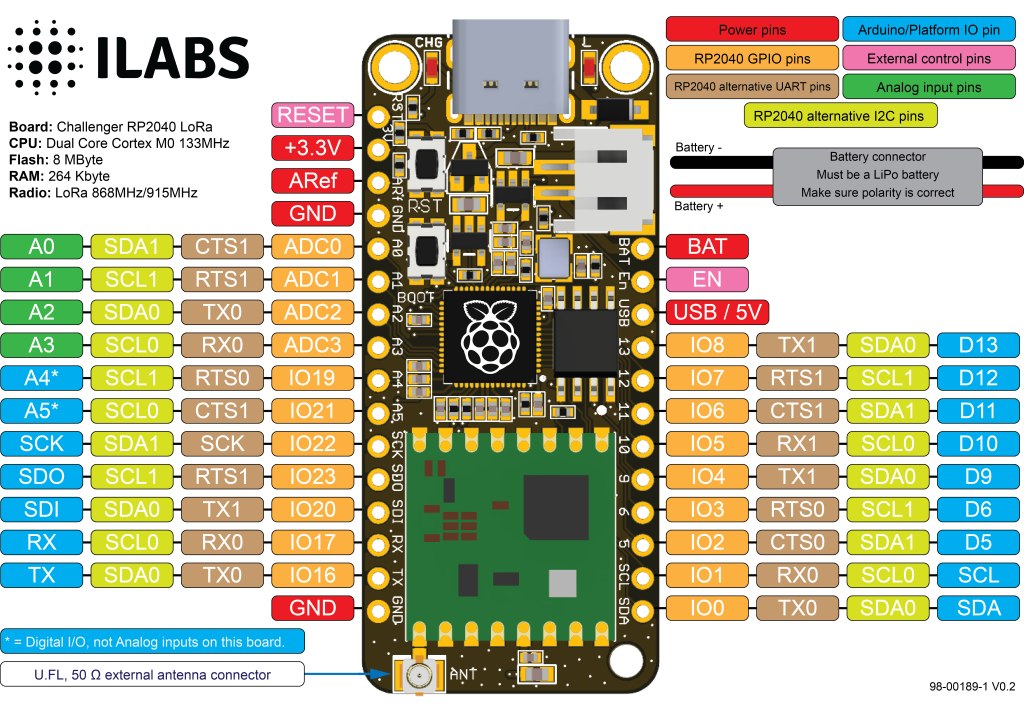 ILABS
Board: Challenger RP2040 LoRa
CPU: Dual Core Cortex M0 133MHz
Flash: 8 MByte
RAM: 264 Kbyte
Radio: LoRa 868MHz/915MHz
Power pins Arduino/Platform IO pin
RP2040 GPIO pins External control pins
RP2040 alternative UART pins Analog input pins
RP2040 alternative I2C pins
Battery -
Battery +
Battery connector
Must be a LiPo battery
Make sure polarity is correct
CHG L
RESET
+3.3V
ARef
GND
A0 SDA1 CTS1 ADC0
A1 SCL1 RTS1 ADC1
A2 SDA0 TX0 ADC2
A3 SCL0 RX0 ADC3
A4* SCL1 RTS0 IO19
A5* SCL0 CTS1 IO21
SCK SDA1 SCK IO22
SDO SCL1 RTS1 IO23
SDI SDA0 TX1 IO20
RX SCL0 RX0 IO17
TX SDA0 TX0 IO16
GND
RST
3V
ARf
GND
A0
A1
A2
A3
A4
A5
SCK
SDO
SDI
RX
TX
GND
RST
BOOT
ANT
BAT
En
USB
13
12
11
10
9
6
5
SCL
SDA
BAT
EN
USB / 5V
IO8 TX1 SDA0 D13
IO7 RTS1 SCL1 D12
IO6 CTS1 SDA1 D11
IO5 RX1 SCL0 D10
IO4 TX1 SDA0 D9
IO3 RTS0 SCL1 D6
IO2 CTS0 SDA1 D5
IO1 RX0 SCL0 SCL
IO0 TX0 SDA0 SDA
* = Digital I/O, not Analog inputs on this board.
U.FL, 50 Ω external antenna connector
98-00189-1 V0.2